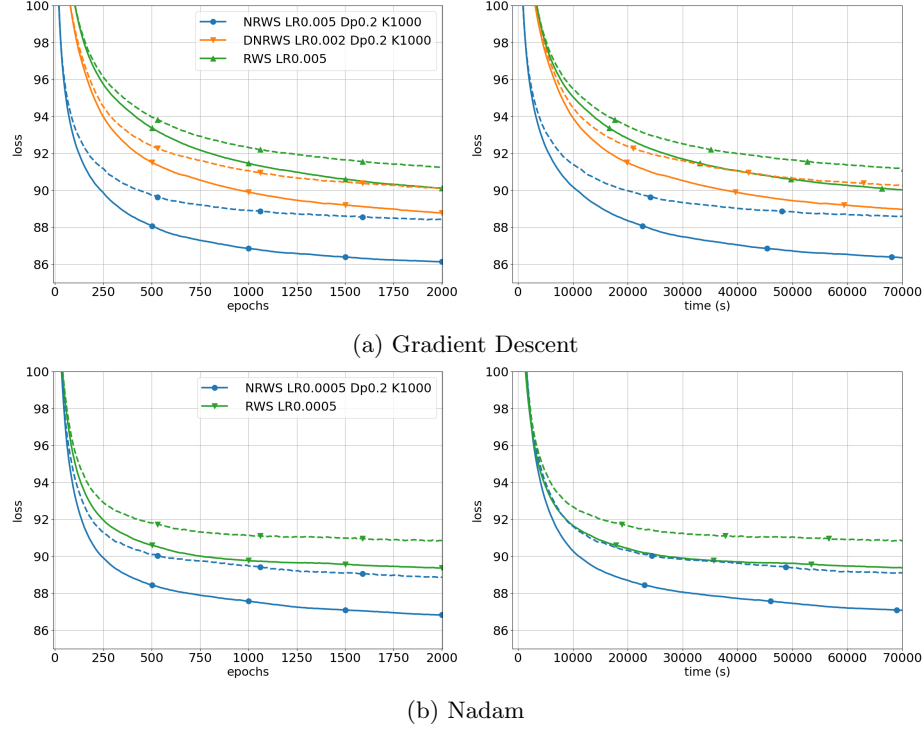 100
98
96
94
92
90
88
86
loss
NRWS LR0.005 Dp0.2 K1000
DNRWS LR0.002 Dp0.2 K1000
RWS LR0.005
0 250 500 750 1000 1250 1500 1750 2000
epochs
100
98
96
94
92
90
88
86
loss
0 10000 20000 30000 40000 50000 60000 70000
time (s)
(a) Gradient Descent
100
98
96
94
92
90
88
86
loss
NRWS LR0.0005 Dp0.2 K1000
RWS LR0.0005
0 250 500 750 1000 1250 1500 1750 2000
epochs
100
98
96
94
92
90
88
86
loss
0 10000 20000 30000 40000 50000 60000 70000
time (s)
(b) Nadam